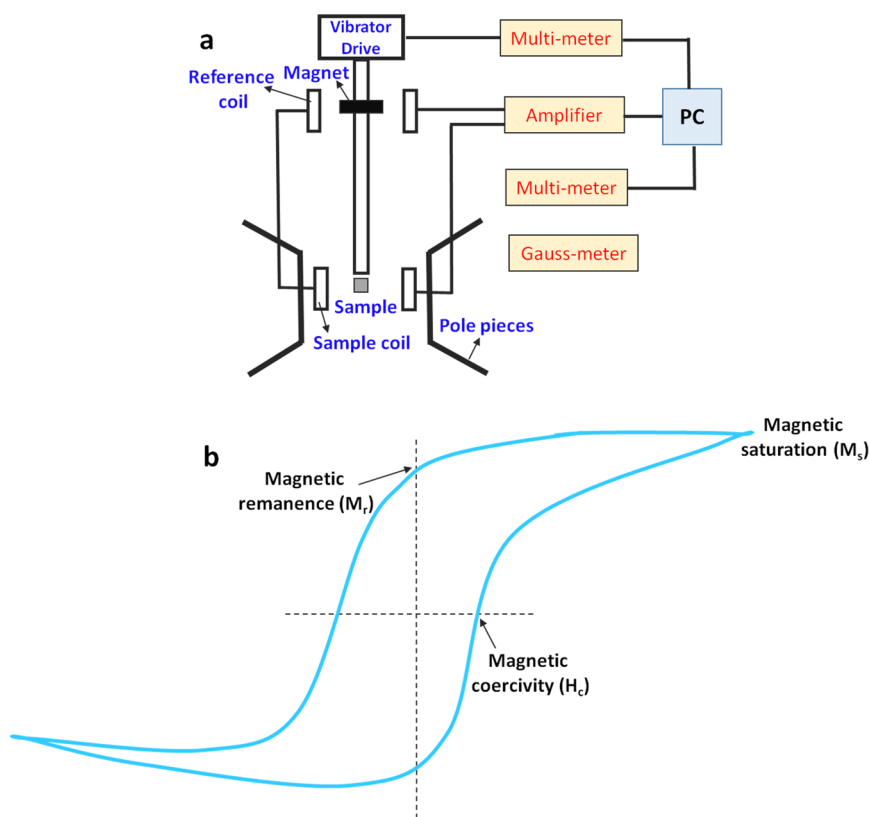 a
Vibrator
Drive
Multi-meter
Reference
coil
Magnet
Amplifier
PC
Multi-meter
Gauss-meter
Sample
Sample coil
Pole pieces
b
Magnetic
saturation (Ms)
Magnetic
remanence (Mr)
Magnetic
coercivity (Hc)